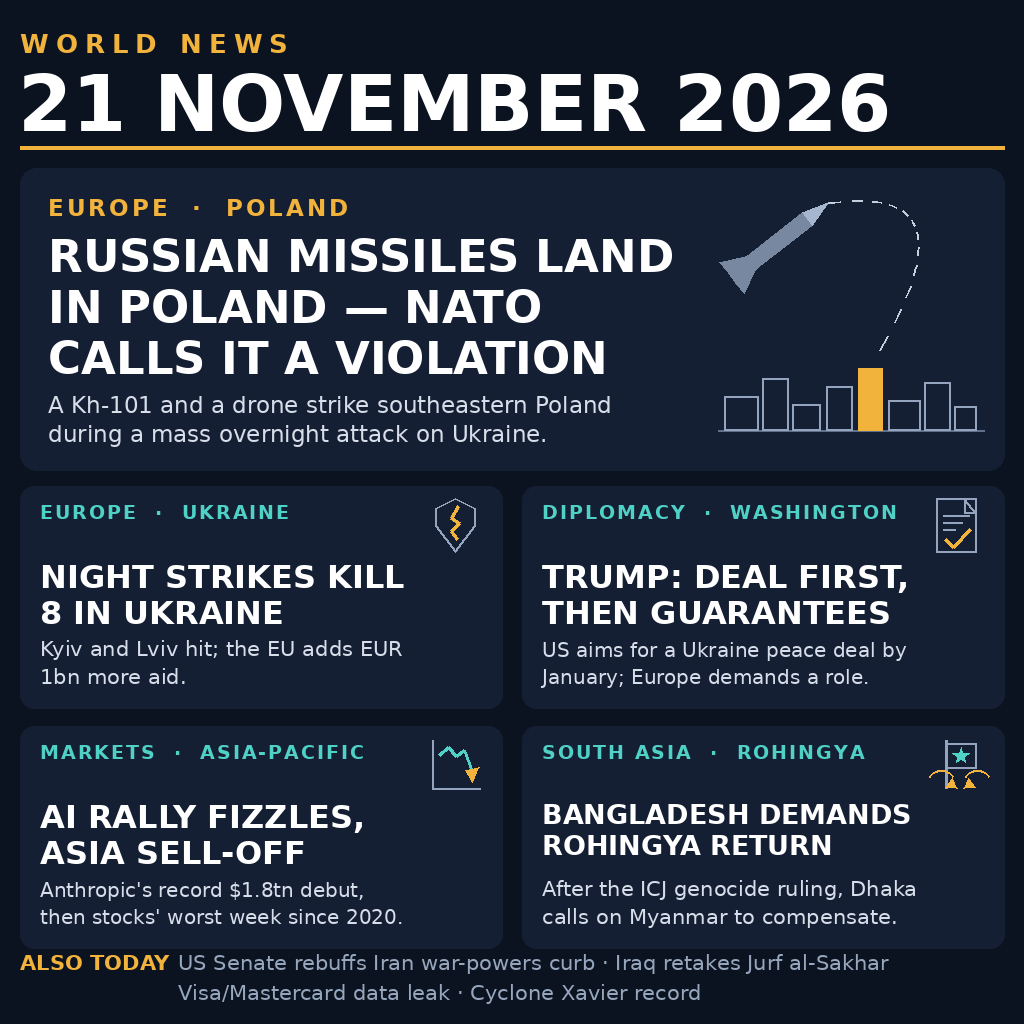 WORLD NEWS
21 NOVEMBER 2026
EUROPE · POLAND
RUSSIAN MISSILES LAND
IN POLAND — NATO
CALLS IT A VIOLATION
A Kh-101 and a drone strike southeastern Poland
during a mass overnight attack on Ukraine.
EUROPE · UKRAINE
NIGHT STRIKES KILL
8 IN UKRAINE
Kyiv and Lviv hit; the EU adds EUR
1bn more aid.
DIPLOMACY · WASHINGTON
TRUMP: DEAL FIRST,
THEN GUARANTEES
US aims for a Ukraine peace deal by
January; Europe demands a role.
MARKETS · ASIA-PACIFIC
AI RALLY FIZZLES,
ASIA SELL-OFF
Anthropic's record $1.8tn debut,
then stocks' worst week since 2020.
SOUTH ASIA · ROHINGYA
BANGLADESH DEMANDS
ROHINGYA RETURN
After the ICJ genocide ruling, Dhaka
calls on Myanmar to compensate.
ALSO TODAY US Senate rebuffs Iran war-powers curb · Iraq retakes Jurf al-Sakhar
Visa/Mastercard data leak · Cyclone Xavier record